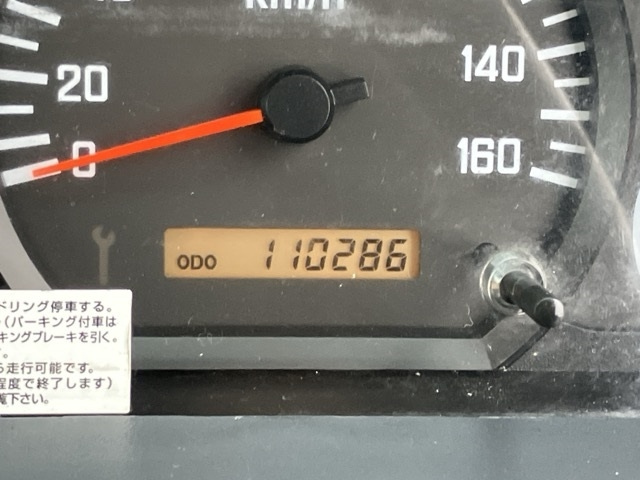 km/h
20
140
0
160
ODO 110286
ドリング停車する。
(パーキング付車は
キングブレーキを引く。
ら走行可能です。
程度で終了します)
覧下さい。